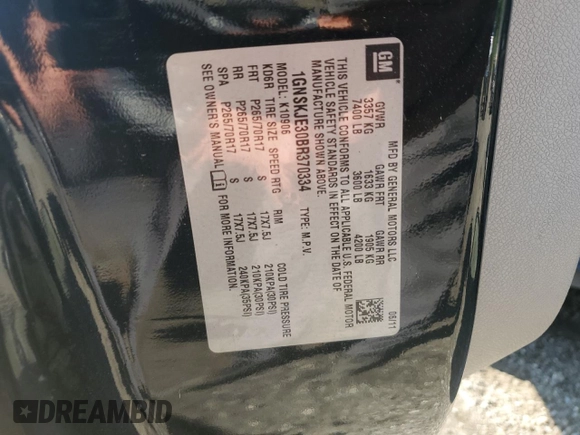 GM
MFD BY GENERAL MOTORS LLC 06/11
GVWR GAWR FRT GAWR RR
3357 KG 1633 KG 1905 KG
7400 LB 3600 LB 4200 LB
THIS VEHICLE CONFORMS TO ALL APPLICABLE U.S. FEDERAL MOTOR
VEHICLE SAFETY STANDARDS IN EFFECT ON THE DATE OF
MANUFACTURE SHOWN ABOVE.
1GNSKJE30BR370334 TYPE: M.P.V.
MODEL: K10906
KD6R TIRE SIZE SPEED RTG RIM COLD TIRE PRESSURE
FRT P265/70R17 S 17X7.5J 210KPA(30PSI)
RR P265/70R17 S 17X7.5J 210KPA(30PSI)
SPA P265/70R17 S 17X7.5J 240KPA(35PSI)
SEE OWNER'S MANUAL FOR MORE INFORMATION.
DREAMBID